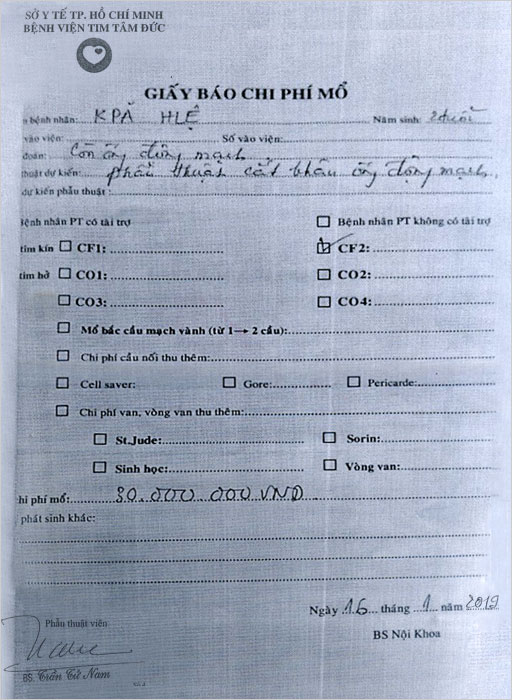 SỞ Y TẾ TP. HỒ CHÍ MINH
BỆNH VIỆN TIM TÂM ĐỨC
GIẤY BÁO CHI PHÍ MỔ
bệnh nhân: KPĂ HLỆ Năm sinh: 2 tuổi
vào viện: Số vào viện:
đoán: Còn ống động mạch
thuật dự kiến: phẫu thuật cắt khâu ống động mạch
dự kiến phẫu thuật :
Bệnh nhân PT có tài trợ Bệnh nhân PT không có tài trợ
tim kín CF1: CF2:
tim hở CO1: CO2:
CO3: CO4:
Mổ bắc cầu mạch vành (từ 1→ 2 cầu):
Chi phí cầu nối thu thêm:
Cell saver: Gore: Pericarde:
Chi phí van, vòng van thu thêm:
St.Jude: Sorin:
Sinh học: Vòng van:
hi phí mổ: 30.000.000 VNĐ
phát sinh khác:
Ngày 16 tháng 1 năm 2019
Phẫu thuật viên
BS Nội Khoa
BS. Trần Tử Nam